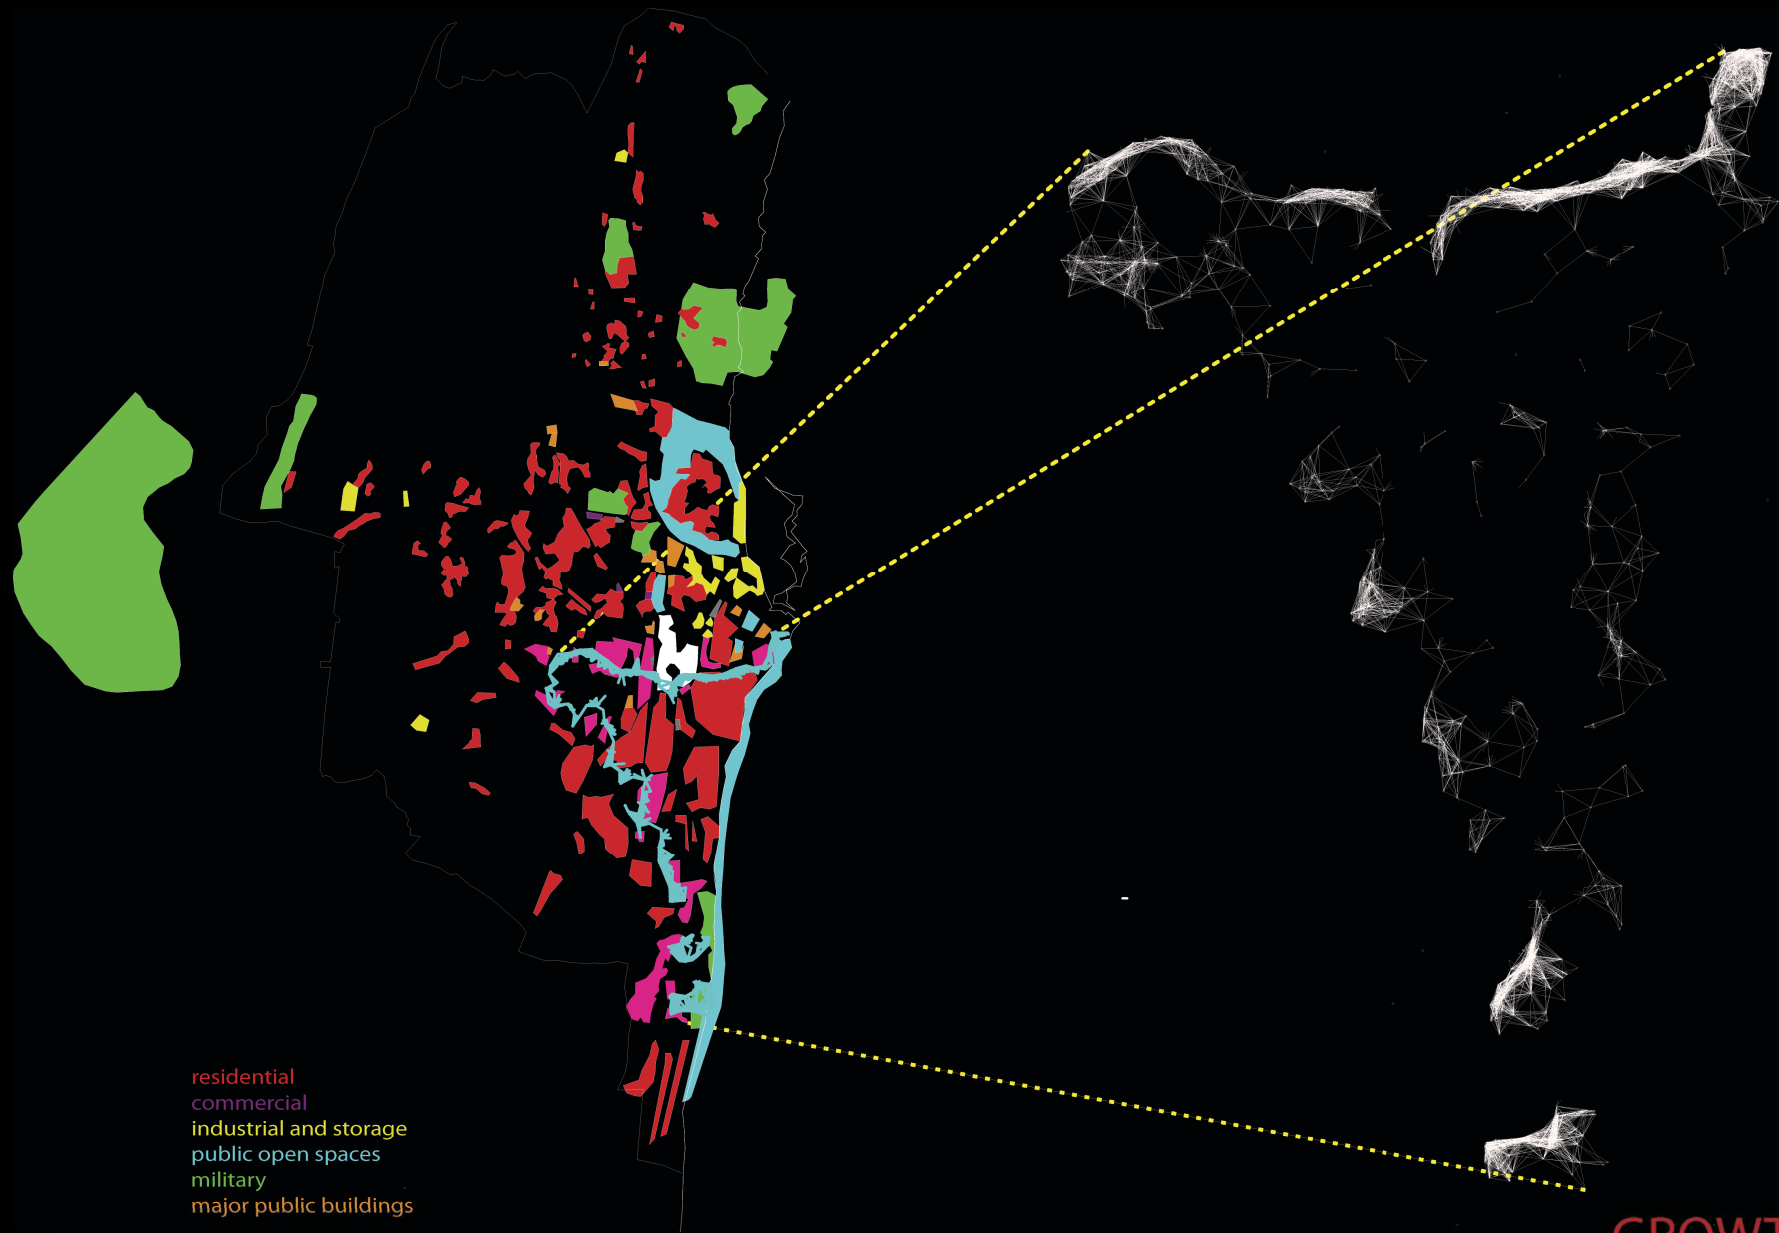 residential
commercial
industrial and storage
public open spaces
military
major public buildings